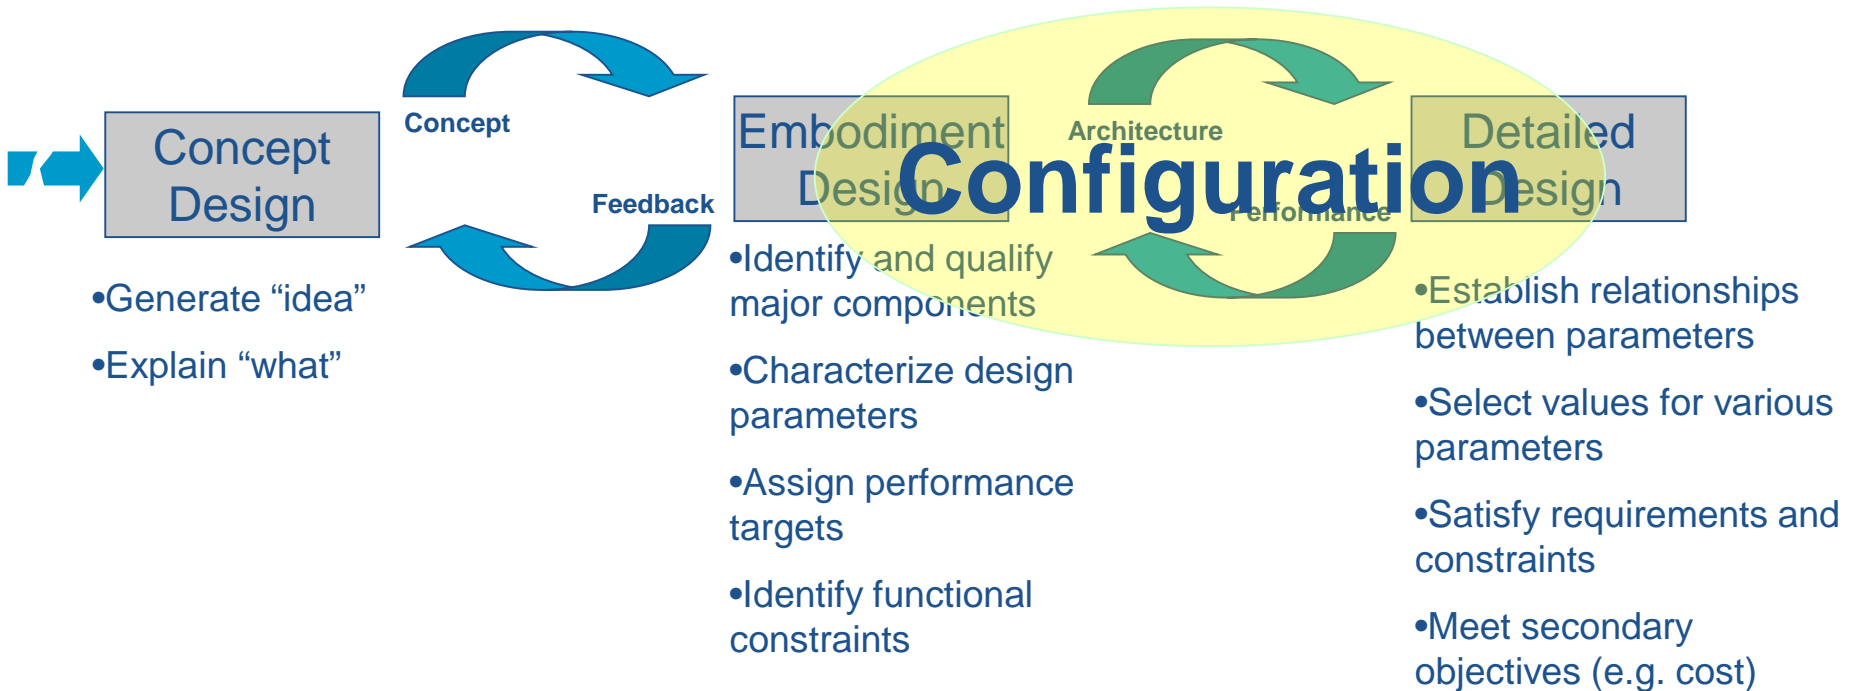 Concept
Design
•Generate “idea”
•Explain “what”
Concept
Feedback
Embodiment
Design
•Identify and qualify
major components
•Characterize design
parameters
•Assign performance
targets
•Identify functional
constraints
Architecture
Configuration
Performance
Detailed
Design
•Establish relationships
between parameters
•Select values for various
parameters
•Satisfy requirements and
constraints
•Meet secondary
objectives (e.g. cost)